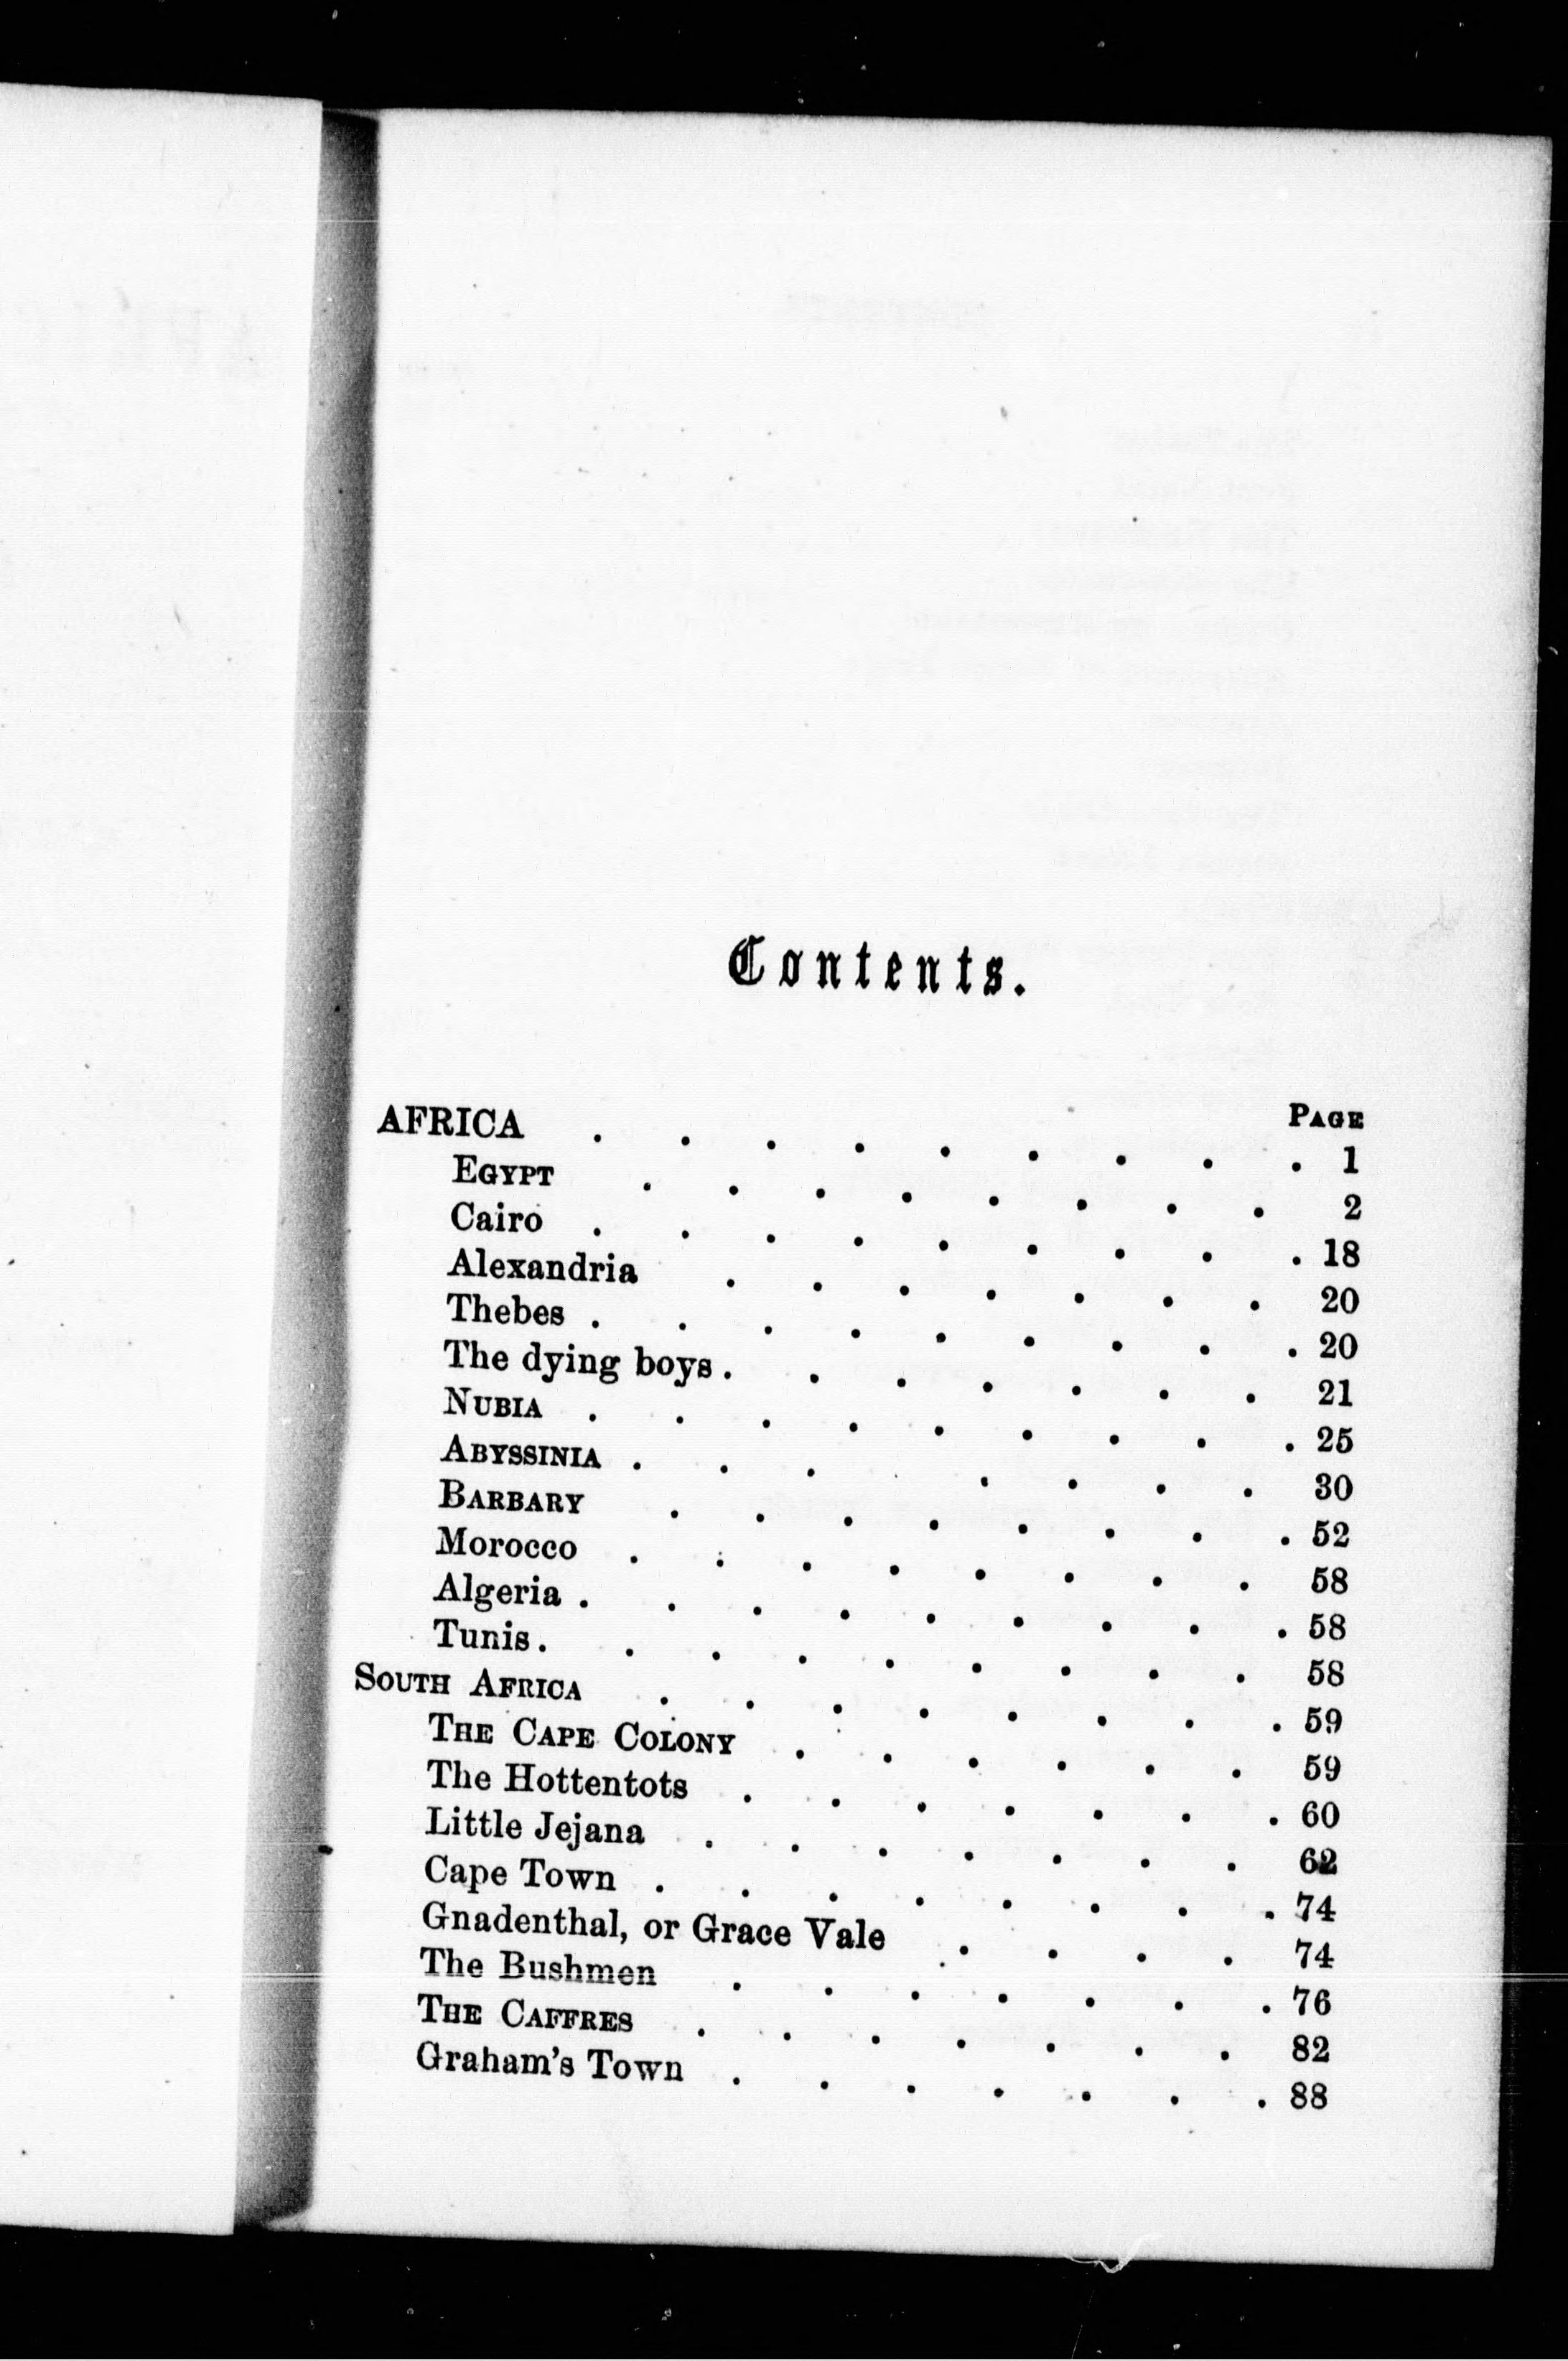 Contents.
PAGE
AFRICA . . . . . . . . . 1
EGYPT . . . . . . . . 2
Cairo . . . . . . . . . 18
Alexandria . . . . . . . 20
Thebes . . . . . . . . . 20
The dying boys . . . . . . . 21
NUBIA . . . . . . . . . 25
ABYSSINIA . . . . . . . . 30
BARBARY . . . . . . . . 52
Morocco . . . . . . . . 58
Algeria . . . . . . . . . 58
Tunis . . . . . . . . . 58
SOUTH AFRICA . . . . . . . . 59
THE CAPE COLONY . . . . . . 59
The Hottentots . . . . . . . 60
Little Jejana . . . . . . . 62
Cape Town . . . . . . . . 74
Gnadenthal, or Grace Vale . . . . 74
The Bushmen . . . . . . . 76
THE CAFFRES . . . . . . . 82
Graham's Town . . . . . . . 88